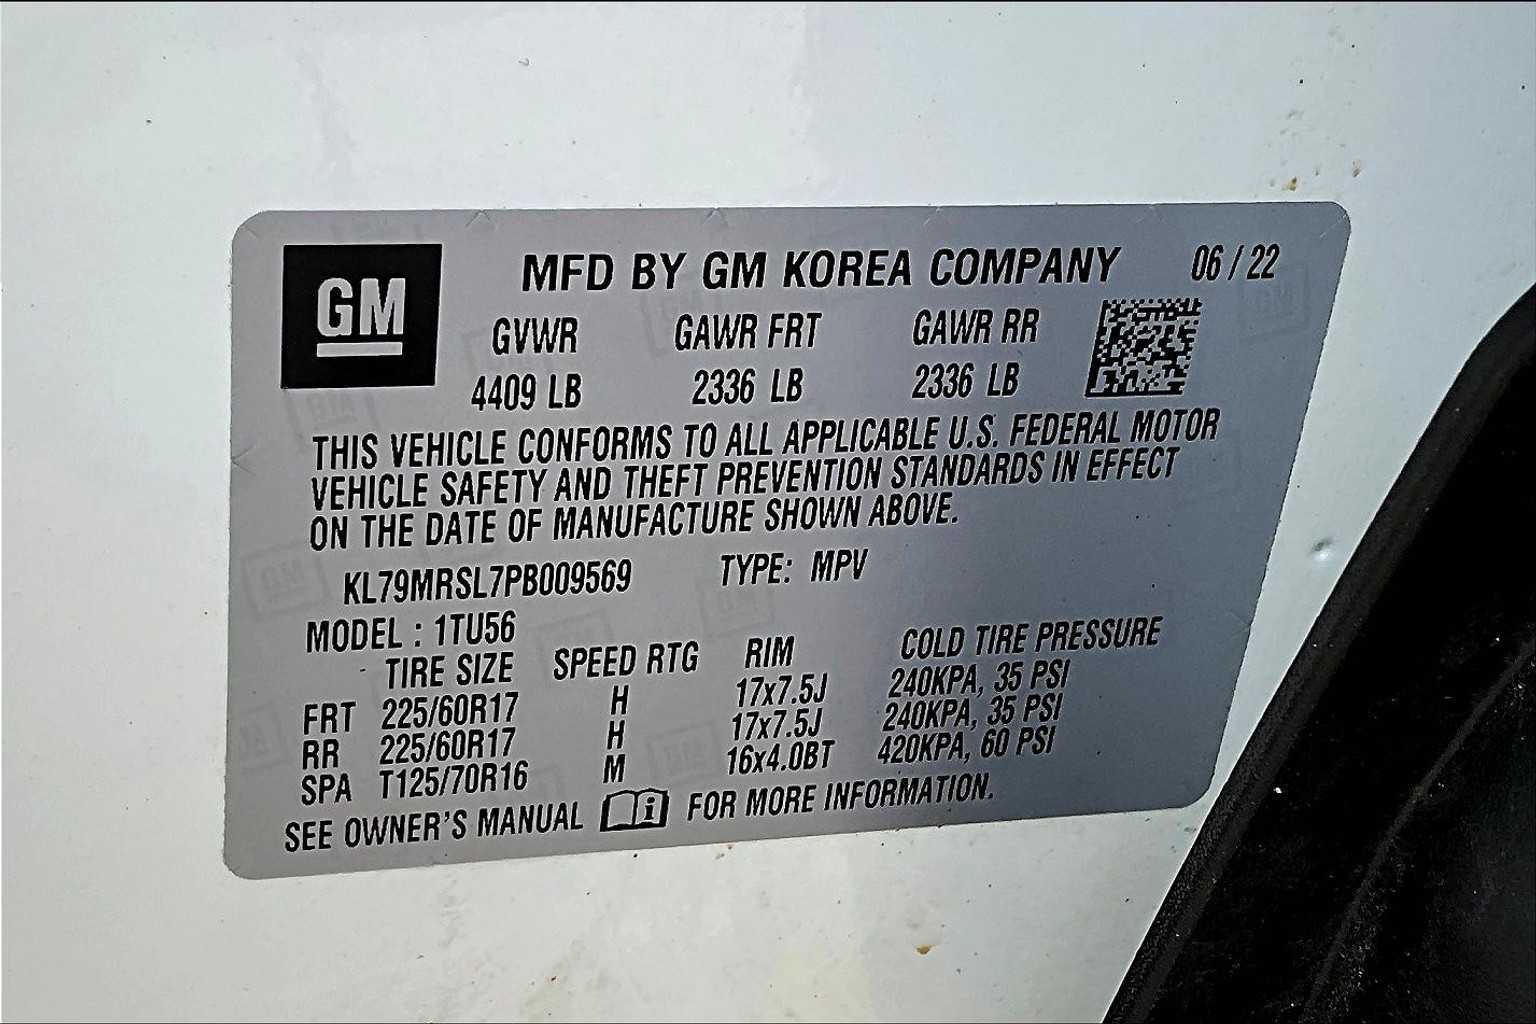 GM
MFD BY GM KOREA COMPANY 06 / 22
GVWR GAWR FRT GAWR RR
4409 LB 2336 LB 2336 LB
THIS VEHICLE CONFORMS TO ALL APPLICABLE U.S. FEDERAL MOTOR
VEHICLE SAFETY AND THEFT PREVENTION STANDARDS IN EFFECT
ON THE DATE OF MANUFACTURE SHOWN ABOVE.
KL79MRSL7PB009569 TYPE: MPV
MODEL : 1TU56
TIRE SIZE SPEED RTG RIM COLD TIRE PRESSURE
FRT 225/60R17 H 17x7.5J 240KPA, 35 PSI
RR 225/60R17 H 17x7.5J 240KPA, 35 PSI
SPA T125/70R16 M 16x4.0BT 420KPA, 60 PSI
SEE OWNER'S MANUAL i FOR MORE INFORMATION.